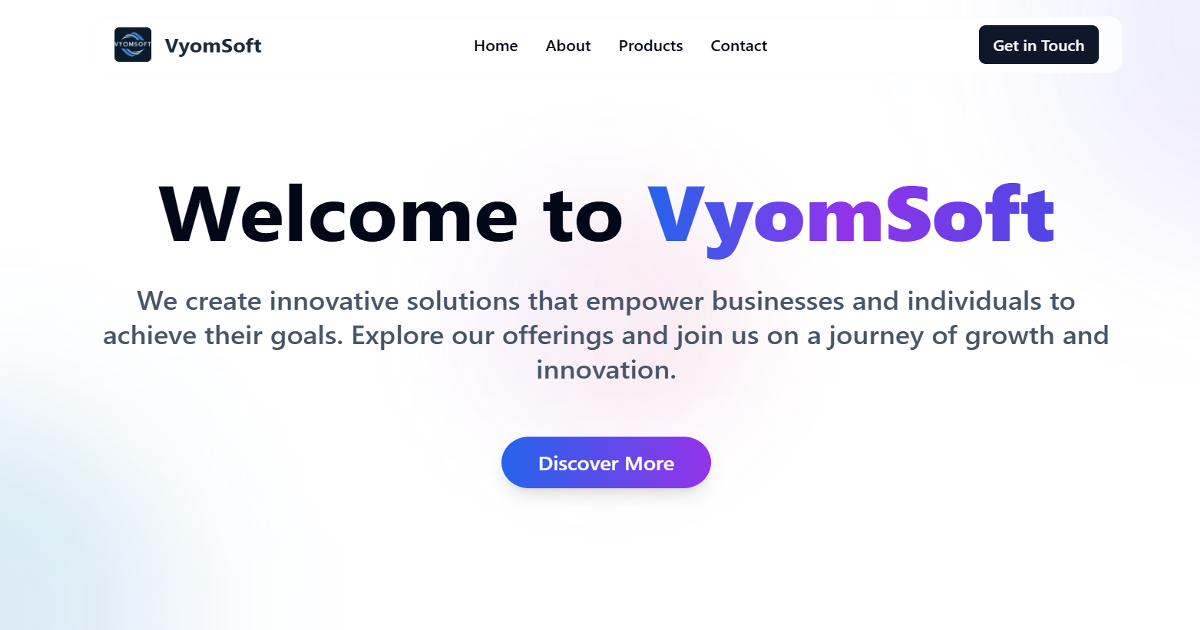 VYOMSOFT
VyomSoft
Home About Products Contact
Get in Touch
Welcome to VyomSoft
We create innovative solutions that empower businesses and individuals to
achieve their goals. Explore our offerings and join us on a journey of growth and
innovation.
Discover More